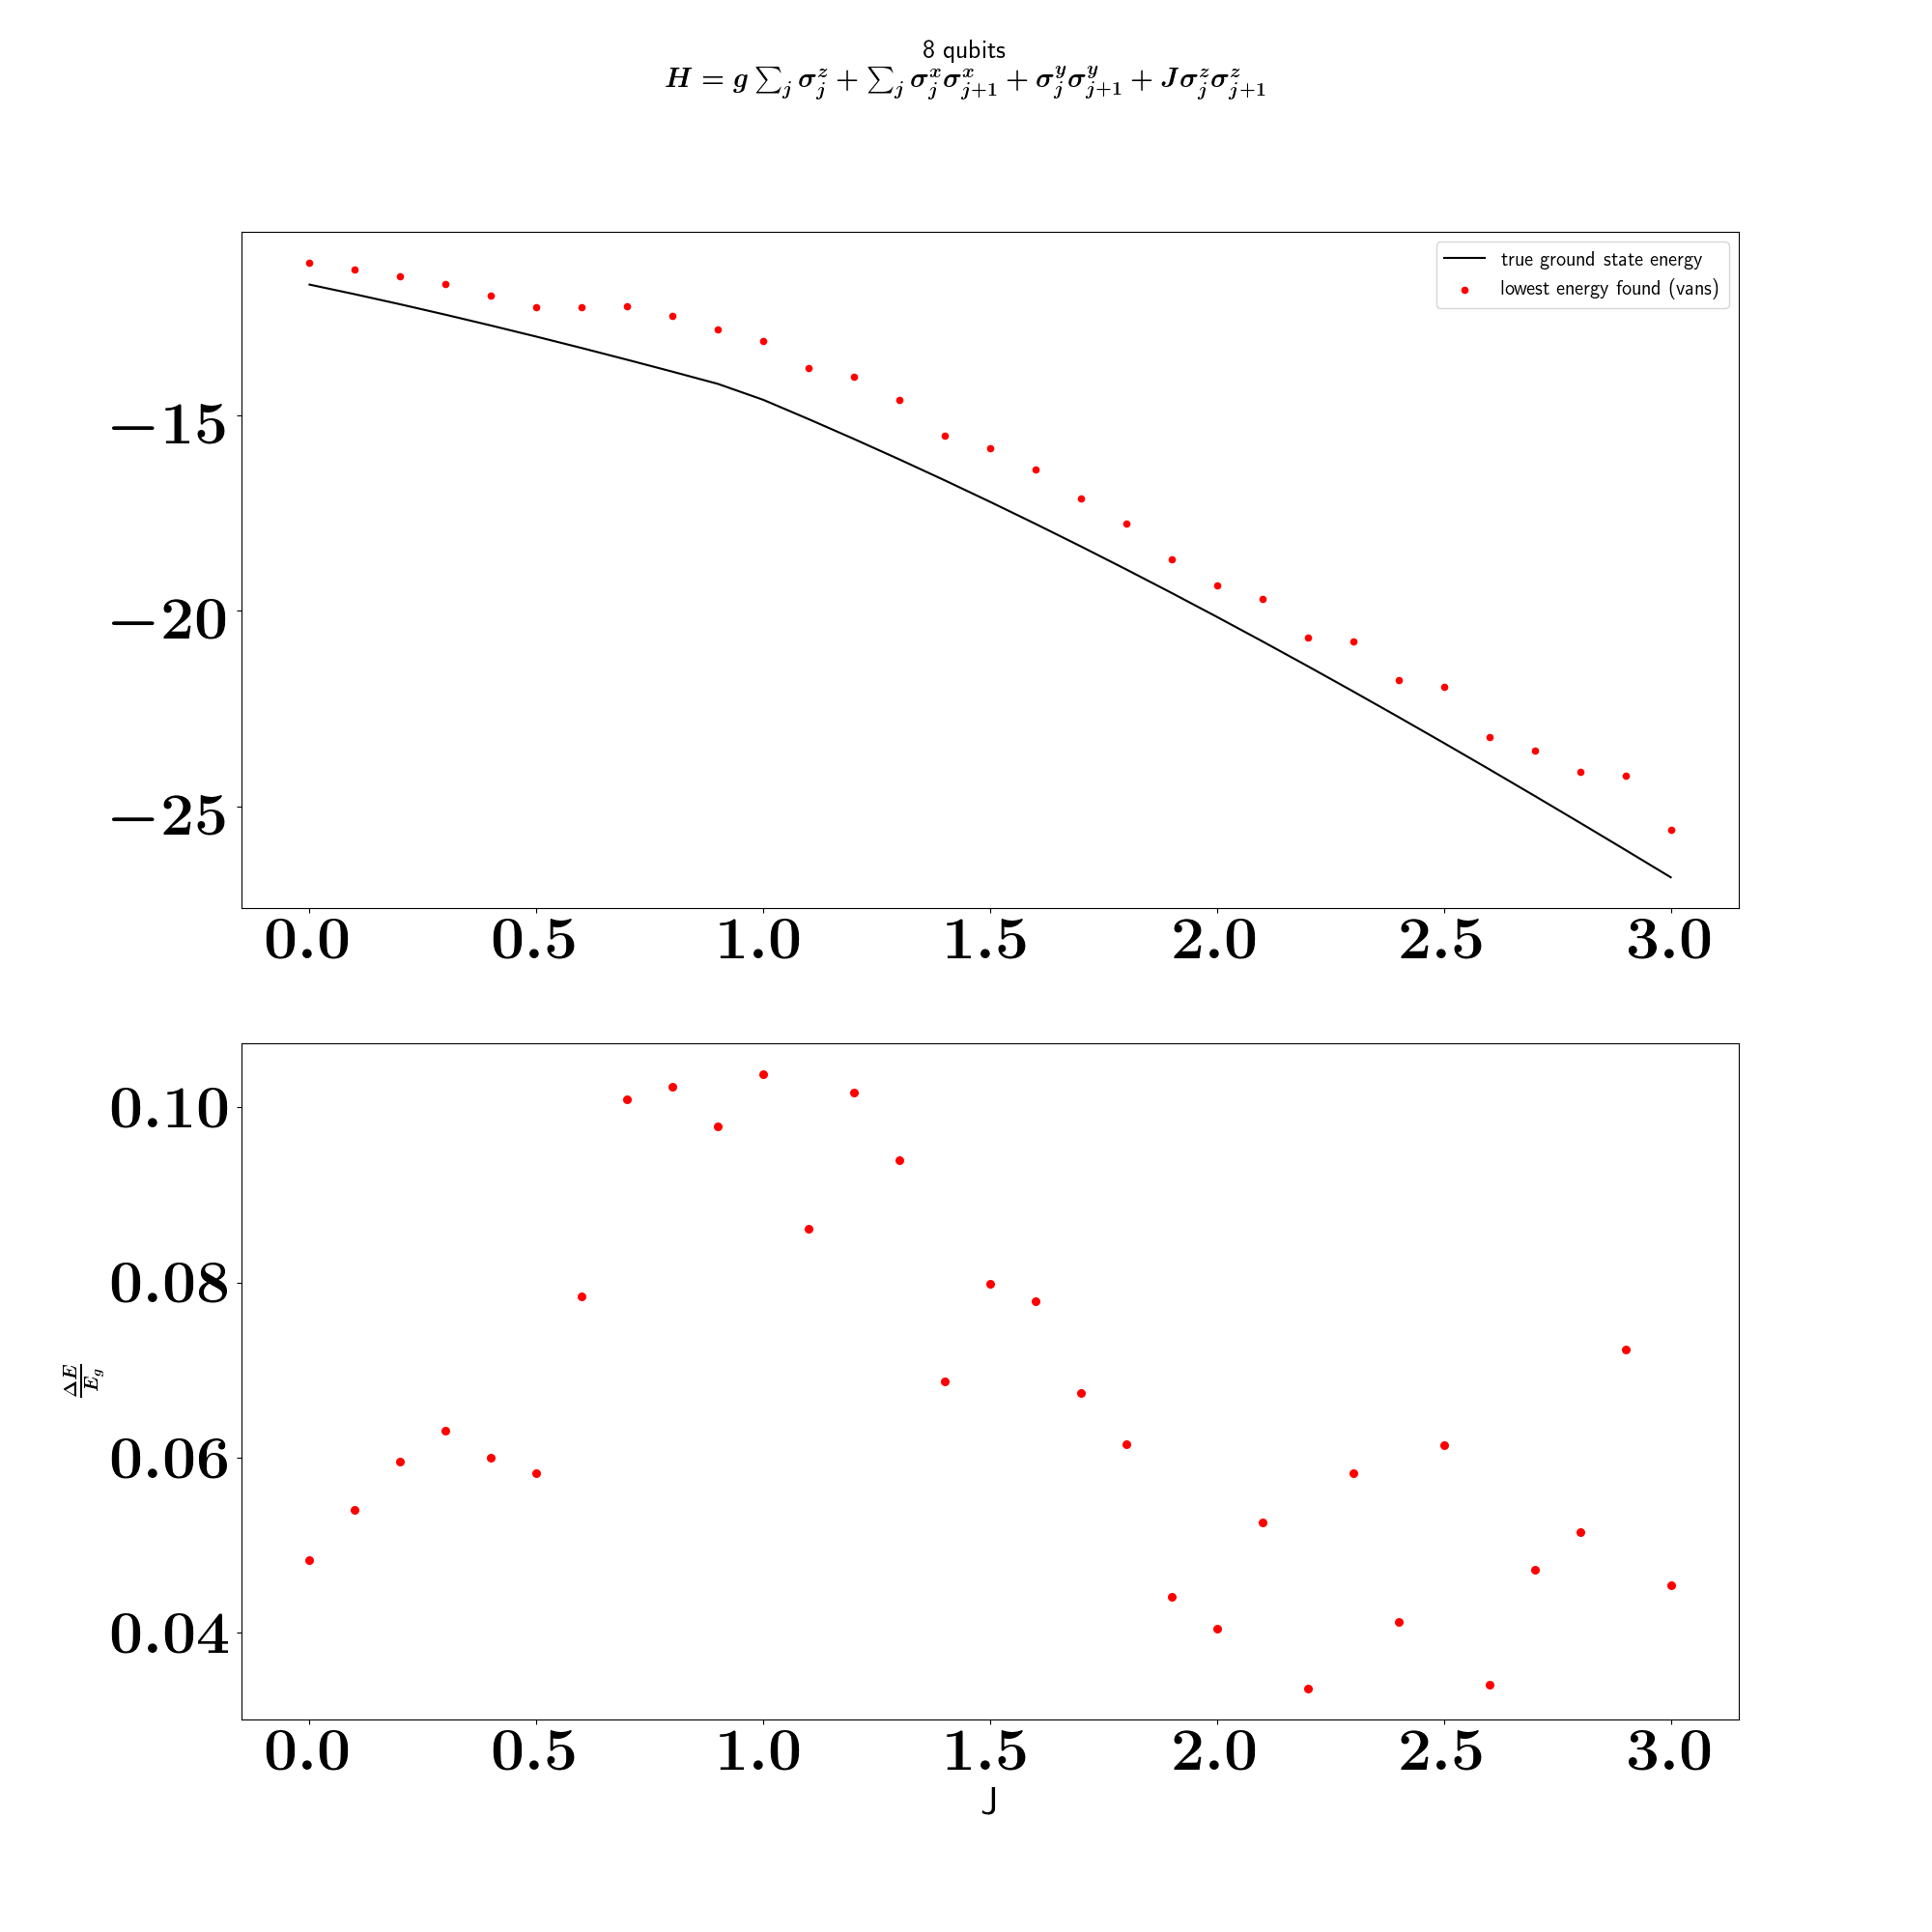 8 qubits
H = g ∑_j σ_j^z + ∑_j σ_j^x σ_{j+1}^x + σ_j^y σ_{j+1}^y + Jσ_j^z σ_{j+1}^z
true ground state energy
lowest energy found (vans)
−15
−20
−25
0.0 0.5 1.0 1.5 2.0 2.5 3.0
0.10
0.08
0.06
0.04
ΔE/E_g
0.0 0.5 1.0 1.5 2.0 2.5 3.0
J